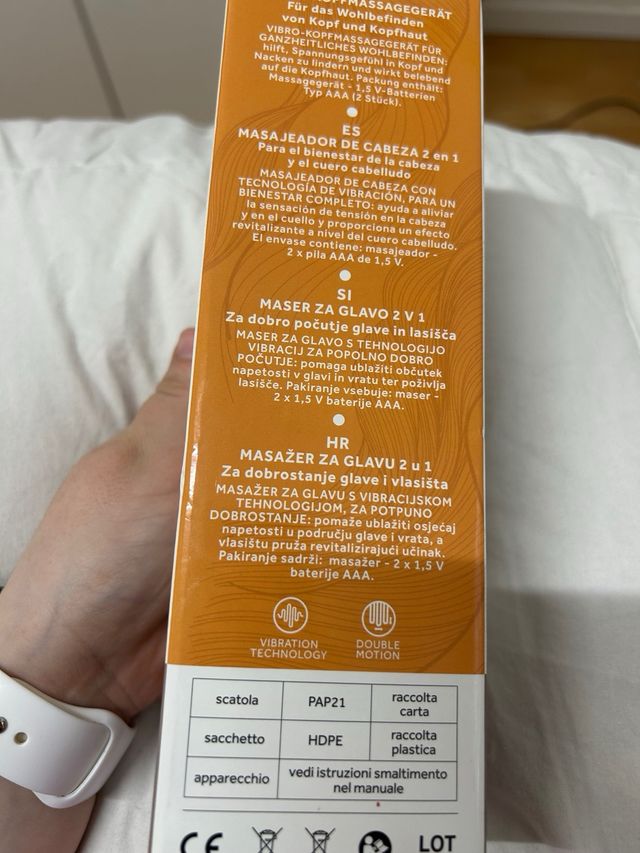 KOPFMASSAGEGERÄT
Für das Wohlbefinden
von Kopf und Kopfhaut
VIBRO-KOPFMASSAGEGERÄT FÜR
GANZHEITLICHES WOHLBEFINDEN:
hilft, Spannungsgefühl in Kopf und
Nacken zu lindern und wirkt belebend
auf die Kopfhaut. Packung enthält:
Massagegerät - 1,5 V-Batterien
Typ AAA (2 Stück).
ES
MASAJEADOR DE CABEZA 2 en 1
Para el bienestar de la cabeza
y el cuero cabelludo
MASAJEADOR DE CABEZA CON
TECNOLOGÍA DE VIBRACIÓN, PARA UN
BIENESTAR COMPLETO: ayuda a aliviar
la sensación de tensión en la cabeza
y en el cuello y proporciona un efecto
revitalizante a nivel del cuero cabelludo.
El envase contiene: masajeador -
2 x pila AAA de 1,5 V.
SI
MASER ZA GLAVO 2 V 1
Za dobro počutje glave in lasišča
MASER ZA GLAVO S TEHNOLOGIJO
VIBRACIJ ZA POPOLNO DOBRO
POČUTJE: pomaga ublažiti občutek
napetosti v glavi in vratu ter poživlja
lasišče. Pakiranje vsebuje: maser -
2 x 1,5 V baterije AAA.
HR
MASAŽER ZA GLAVU 2 u 1
Za dobrostanje glave i vlasišta
MASAŽER ZA GLAVU S VIBRACIJSKOM
TEHNOLOGIJOM, ZA POTPUNO
DOBROSTANJE: pomaže ublažiti osjećaj
napetosti u području glave i vrata, a
vlasištu pruža revitalizirajući učinak.
Pakiranje sadrži: masažer - 2 x 1,5 V
baterije AAA.
VIBRATION
TECHNOLOGY
DOUBLE
MOTION
scatola PAP21 raccolta carta
sacchetto HDPE raccolta plastica
apparecchio vedi istruzioni smaltimento
nel manuale
CE LOT